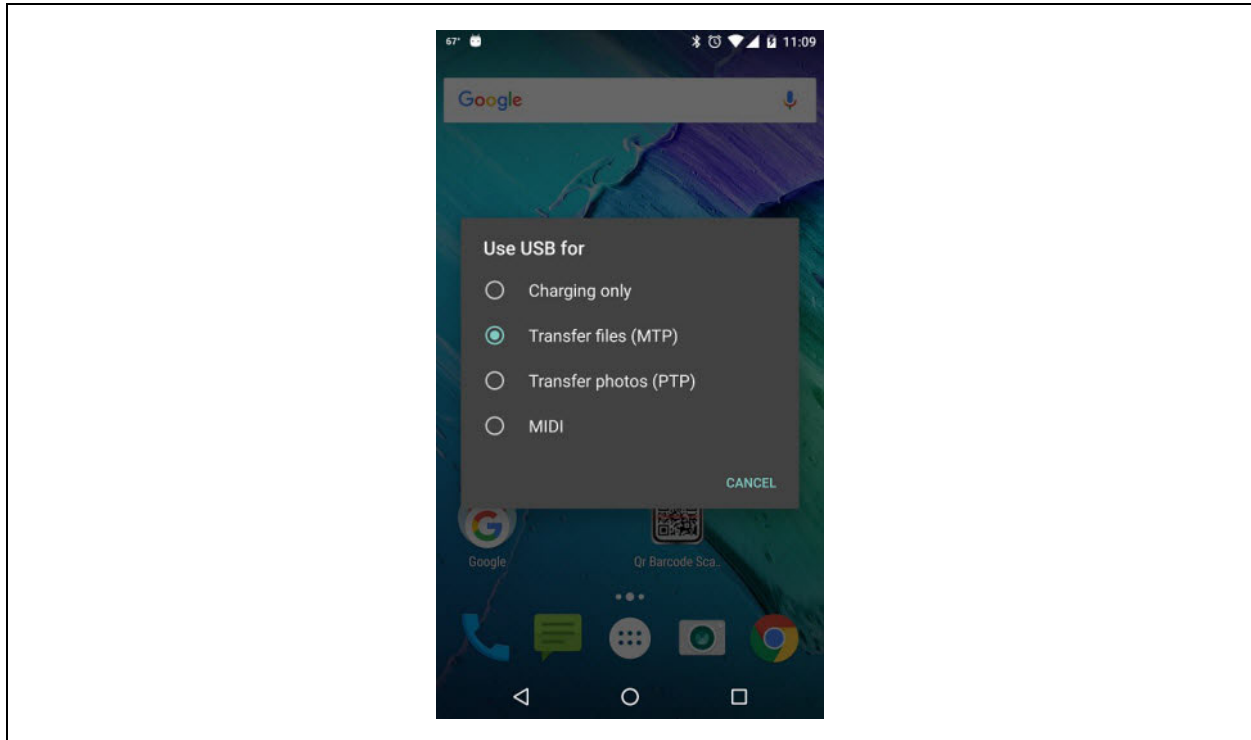 67° 11:09
Google
Use USB for
Charging only
Transfer files (MTP)
Transfer photos (PTP)
MIDI
CANCEL
Google Qr Barcode Sca..